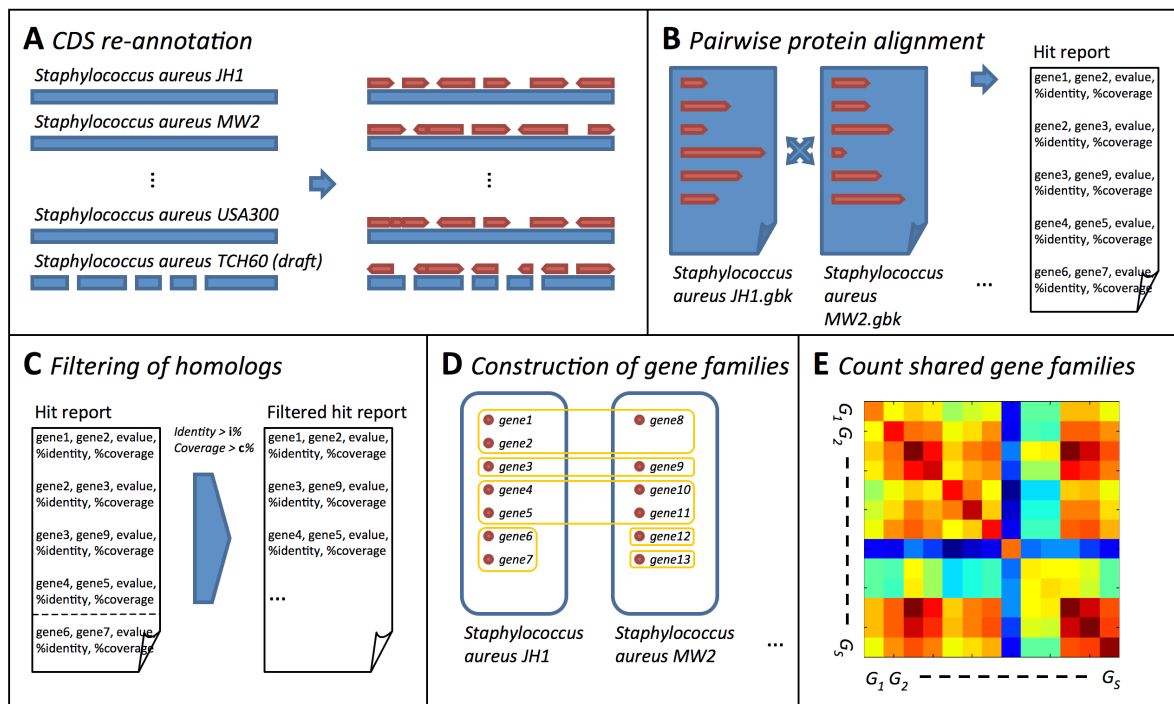 A CDS re-annotation
Staphylococcus aureus JH1
Staphylococcus aureus MW2
...
...
Staphylococcus aureus USA300
Staphylococcus aureus TCH60 (draft)
B Pairwise protein alignment
Hit report
gene1, gene2, evalue,
%identity, %coverage
gene2, gene3, evalue,
%identity, %coverage
gene3, gene9, evalue,
%identity, %coverage
gene4, gene5, evalue,
%identity, %coverage
gene6, gene7, evalue,
%identity, %coverage
Staphylococcus
aureus JH1.gbk
Staphylococcus
aureus
MW2.gbk
...
C Filtering of homologs
Hit report
gene1, gene2, evalue,
%identity, %coverage
gene2, gene3, evalue,
%identity, %coverage
gene3, gene9, evalue,
%identity, %coverage
gene4, gene5, evalue,
%identity, %coverage
gene6, gene7, evalue,
%identity, %coverage
Identity > i%
Coverage > c%
Filtered hit report
gene1, gene2, evalue,
%identity, %coverage
gene3, gene9, evalue,
%identity, %coverage
gene4, gene5, evalue,
%identity, %coverage
...
D Construction of gene families
gene1
gene2
gene3
gene4
gene5
gene6
gene7
Staphylococcus
aureus JH1
gene8
gene9
gene10
gene11
gene12
gene13
Staphylococcus
aureus MW2
...
E Count shared gene families
G1 G2 GS
G1 G2 GS